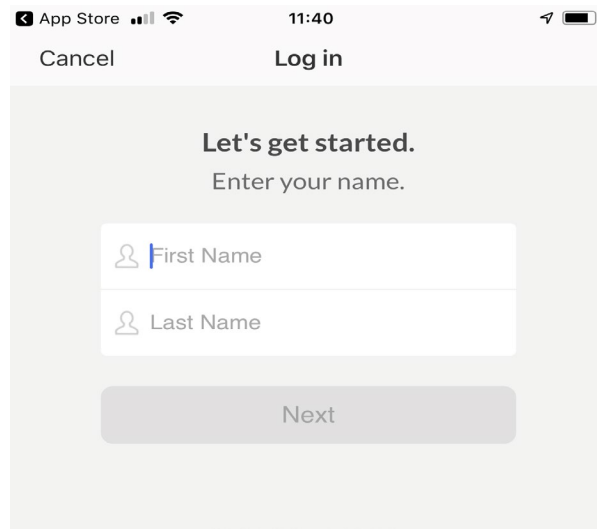 App Store 11:40
Cancel Log in
Let's get started.
Enter your name.
First Name
Last Name
Next